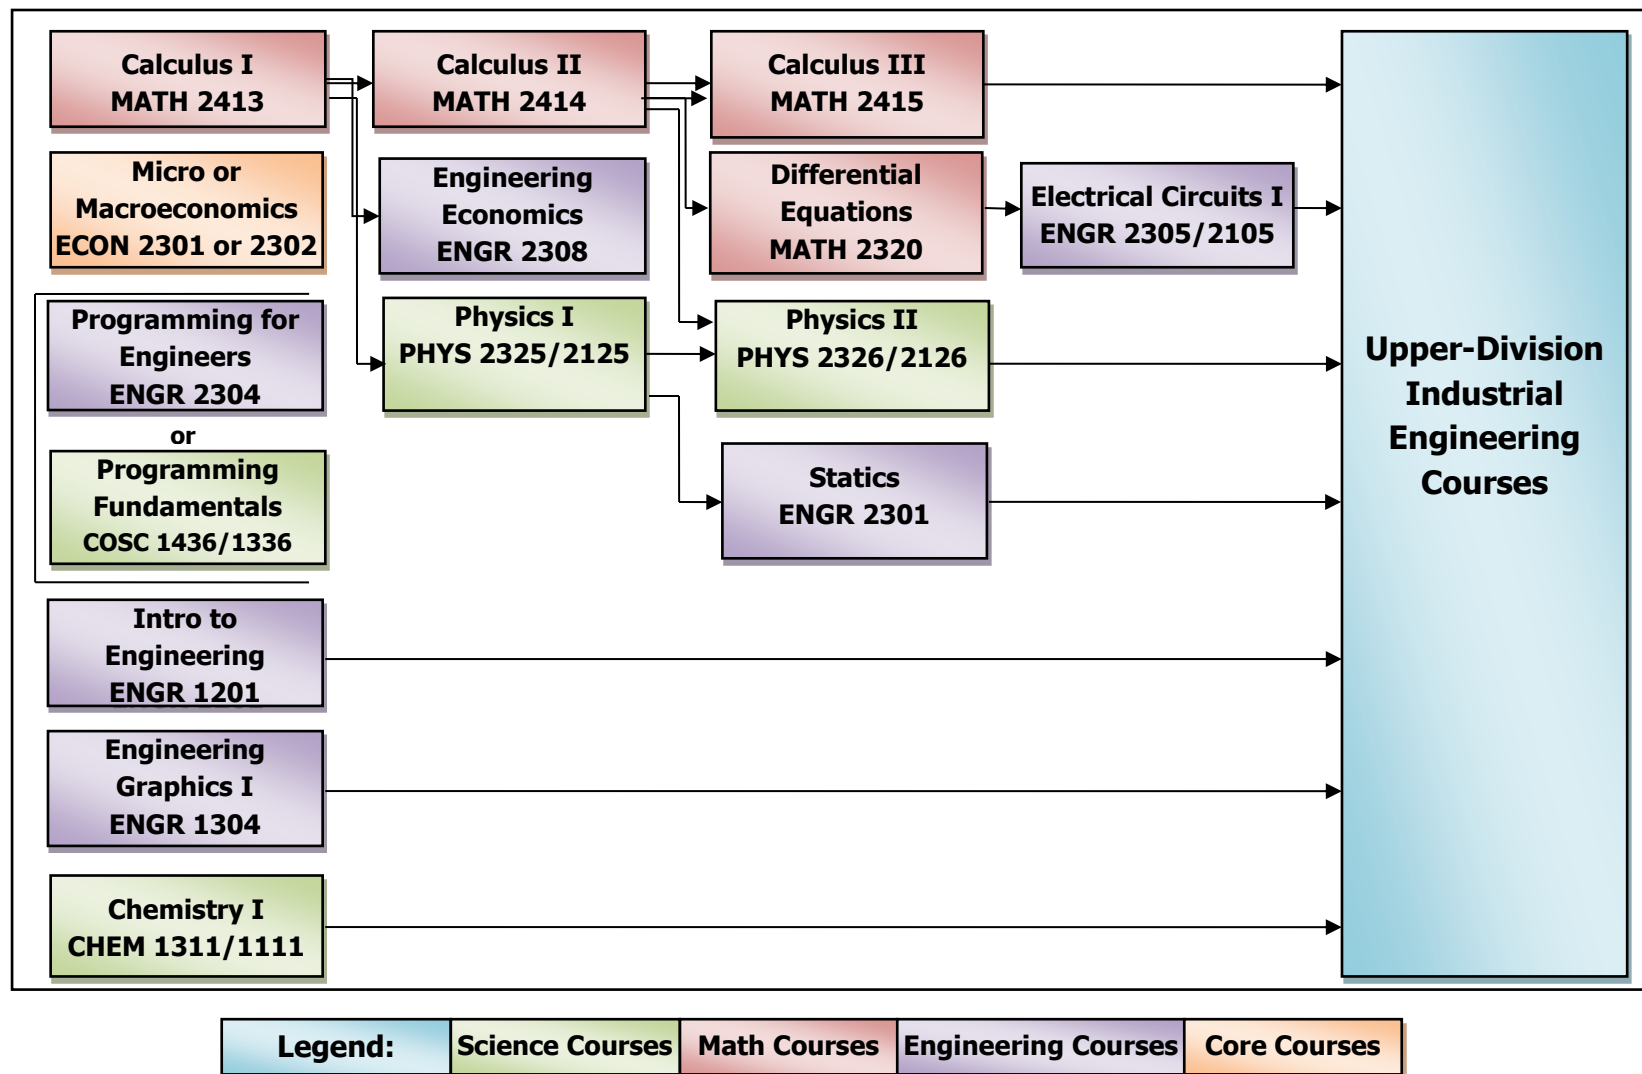 Calculus I
MATH 2413
Calculus II
MATH 2414
Calculus III
MATH 2415
Micro or
Macroeconomics
ECON 2301 or 2302
Engineering
Economics
ENGR 2308
Differential
Equations
MATH 2320
Electrical Circuits I
ENGR 2305/2105
Programming for
Engineers
ENGR 2304
or
Programming
Fundamentals
COSC 1436/1336
Physics I
PHYS 2325/2125
Physics II
PHYS 2326/2126
Statics
ENGR 2301
Intro to
Engineering
ENGR 1201
Engineering
Graphics I
ENGR 1304
Chemistry I
CHEM 1311/1111
Upper-Division
Industrial
Engineering
Courses
Legend:
Science Courses
Math Courses
Engineering Courses
Core Courses